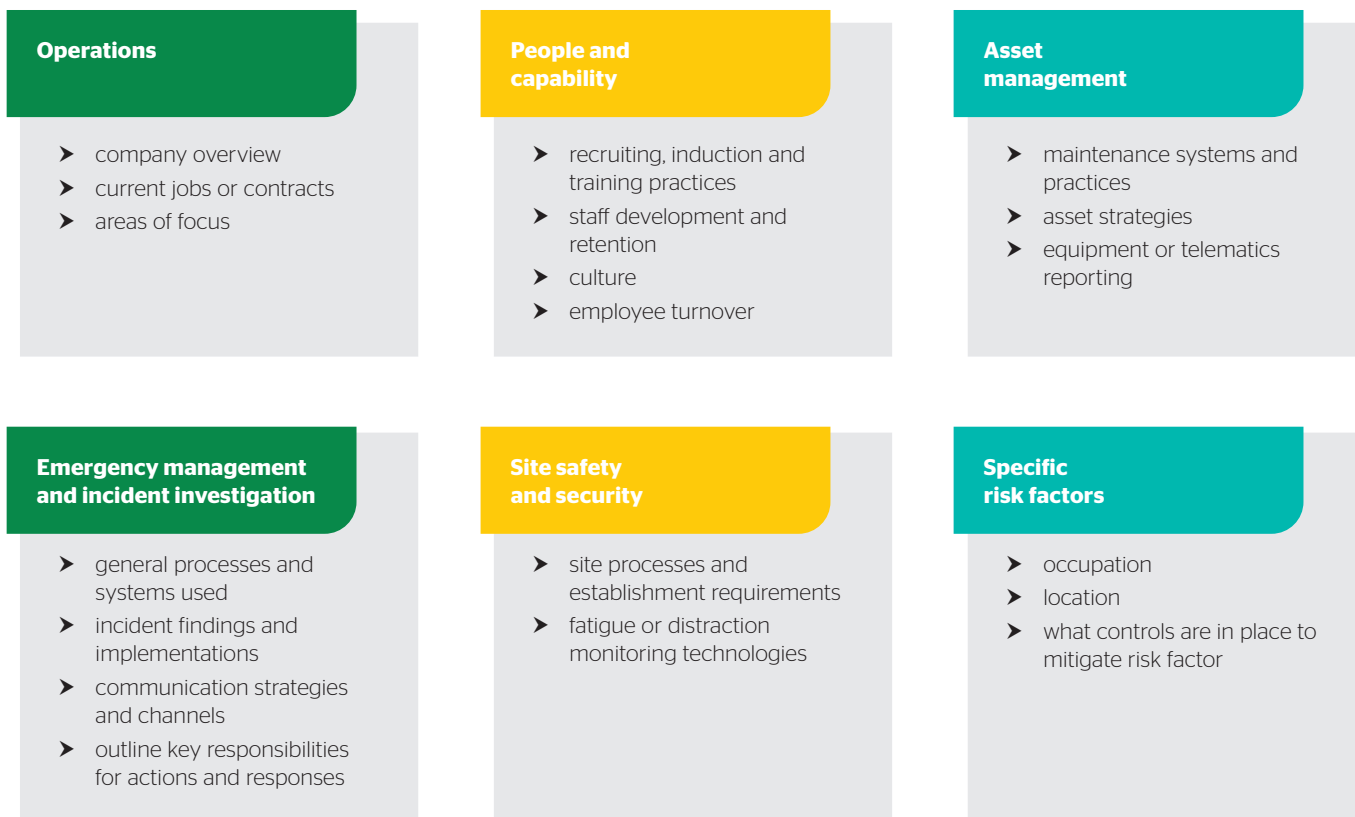 Operations
company overview
current jobs or contracts
areas of focus
People and
capability
recruiting, induction and
training practices
staff development and
retention
culture
employee turnover
Asset
management
maintenance systems and
practices
asset strategies
equipment or telematics
reporting
Emergency management
and incident investigation
general processes and
systems used
incident findings and
implementations
communication strategies
and channels
outline key responsibilities
for actions and responses
Site safety
and security
site processes and
establishment requirements
fatigue or distraction
monitoring technologies
Specific
risk factors
occupation
location
what controls are in place to
mitigate risk factor